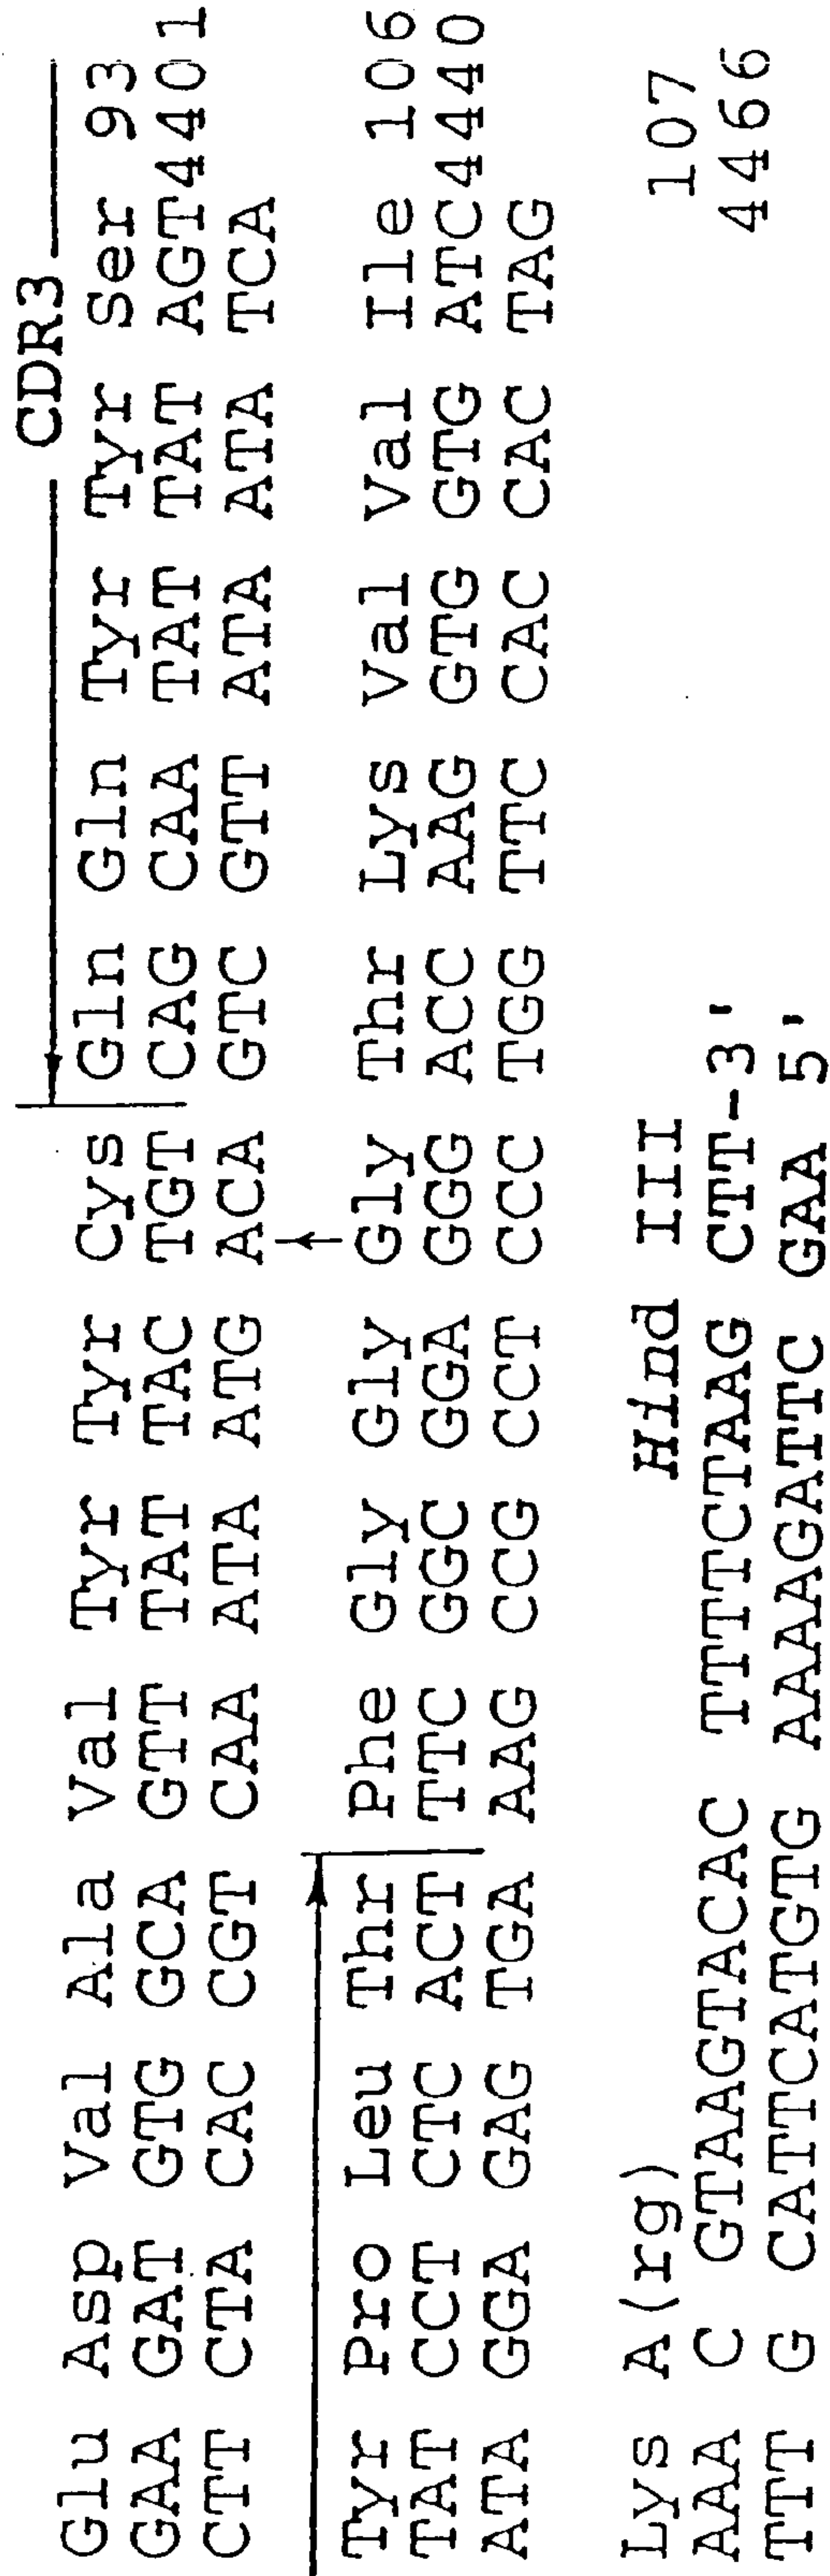 CDR3
Glu Asp Val Ala Val Tyr Tyr Cys Gln Gln Tyr Tyr Ser 93
GAA GAT GTG GCA GTT TAT TAC TGT CAG CAA TAT TAT AGT4401
CTT CTA CAC CGT CAA ATA ATG ACA GTC GTT ATA ATA TCA
Tyr Pro Leu Thr Phe Gly Gly Gly Thr Lys Val Val Ile 106
TAT CCT CTC ACT TTC GGC GGA GGG ACC AAG GTG GTG ATC4440
ATA GGA GAG TGA AAG CCG CCT CCC TGG TTC CAC CAC TAG
Lys A(rg) Hind III 107
AAA C GTAAGTACAC TTTTCTAAG CTT-3' 4466
TTT G CATTCATGTG AAAAGATTC GAA 5'